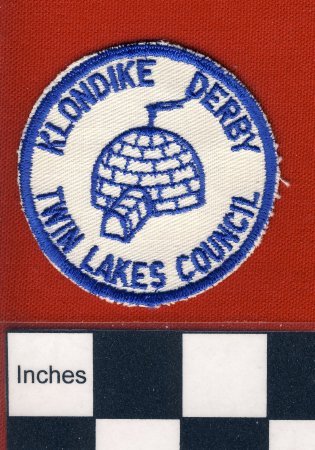 KLONDIKE DERBY
TWIN LAKES COUNCIL
Inches